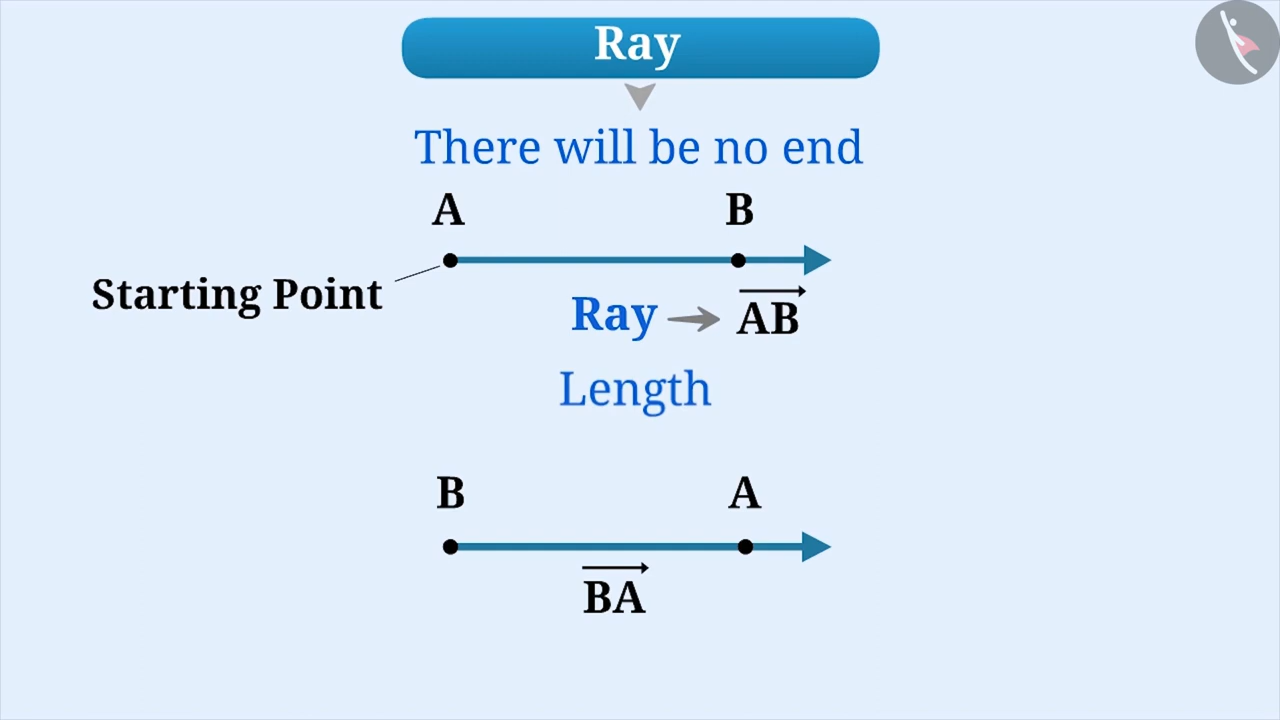 Ray
There will be no end
A B
Starting Point
Ray → AB
Length
B A
BA